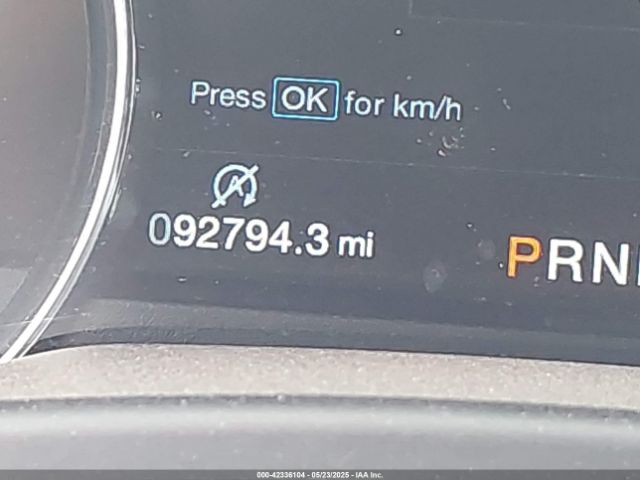 Press OK for km/h
A
092794.3 mi
PRN
000-42336104 - 05/23/2025 - IAA Inc.